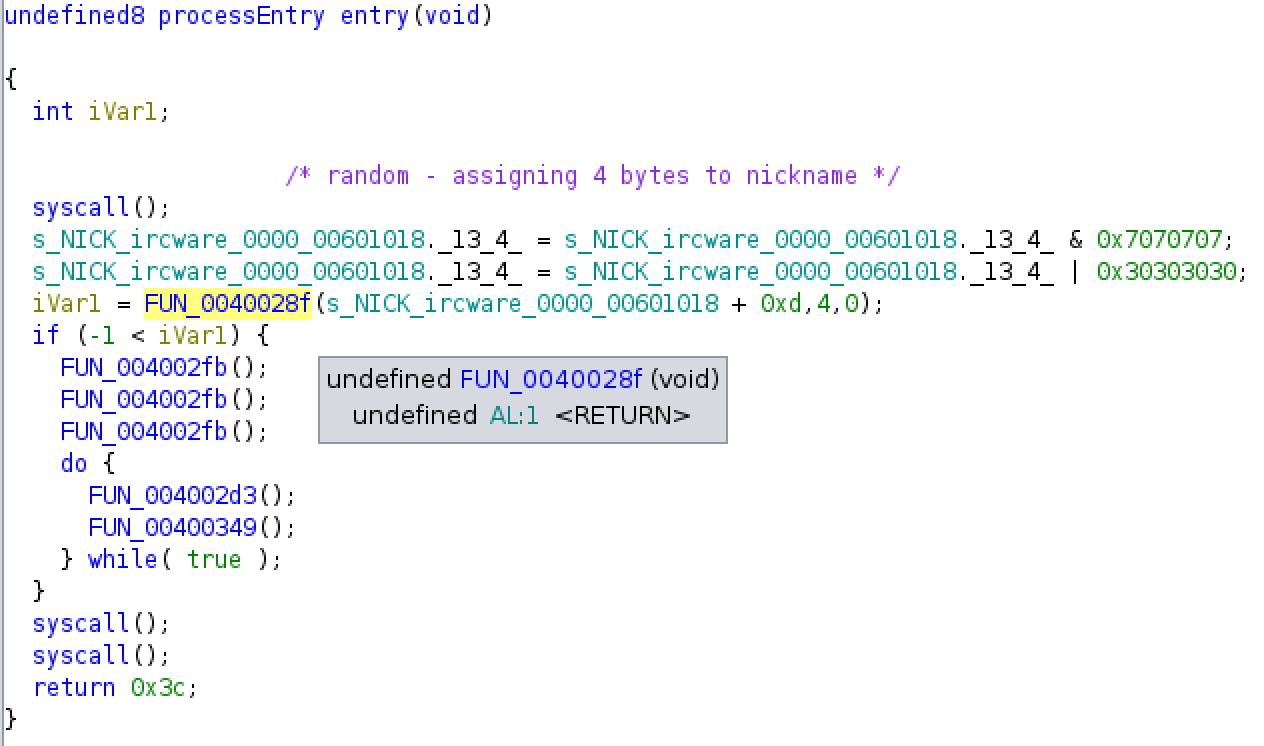 undefined8 processEntry entry(void)
{
int iVar1;
/* random - assigning 4 bytes to nickname */
syscall();
s_NICK_ircware_0000_00601018._13_4_ = s_NICK_ircware_0000_00601018._13_4_ & 0x7070707;
s_NICK_ircware_0000_00601018._13_4_ = s_NICK_ircware_0000_00601018._13_4_ | 0x30303030;
iVar1 = FUN_0040028f(s_NICK_ircware_0000_00601018 + 0xd,4,0);
if (-1 < iVar1) {
FUN_004002fb();
FUN_004002fb();
FUN_004002fb();
do {
FUN_004002d3();
FUN_00400349();
} while( true );
}
syscall();
syscall();
return 0x3c;
}
undefined FUN_0040028f (void)
undefined AL:1 <RETURN>